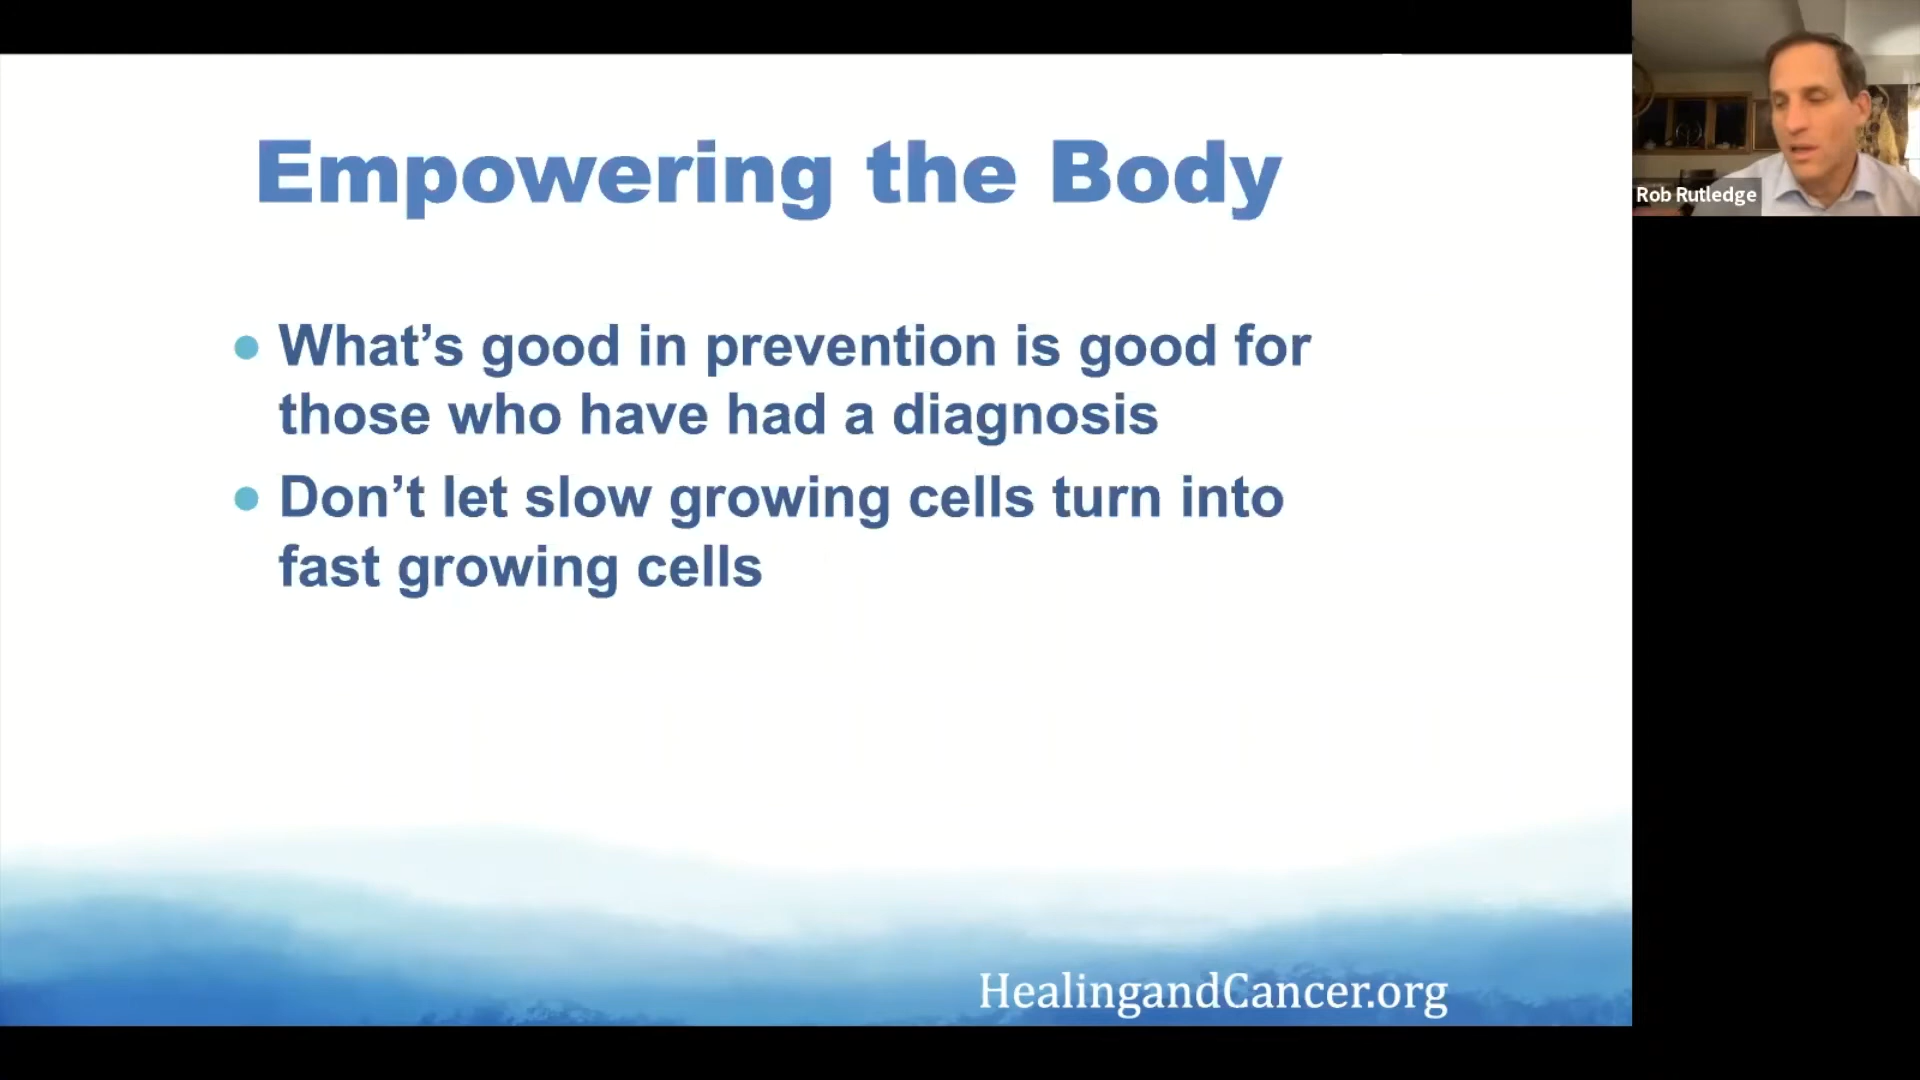 Empowering the Body
• What’s good in prevention is good for
those who have had a diagnosis
• Don’t let slow growing cells turn into
fast growing cells
HealingandCancer.org
Rob Rutledge